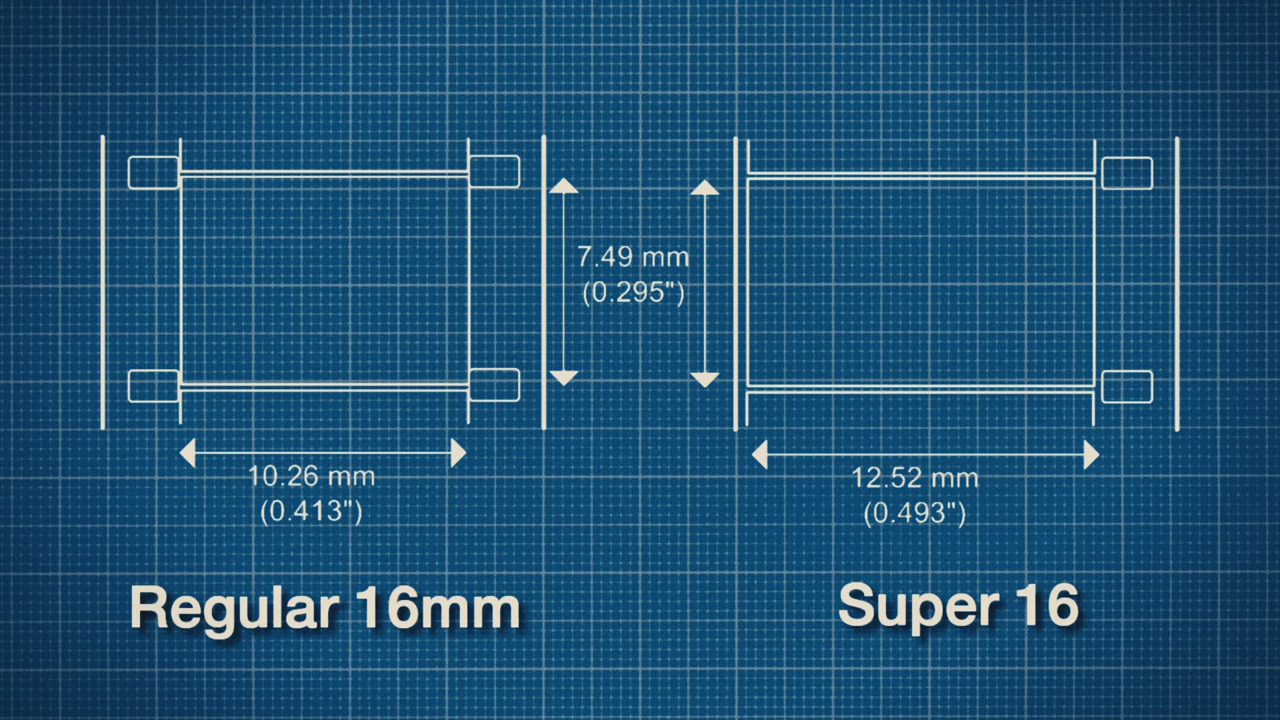 7.49 mm
(0.295")
10.26 mm
(0.413")
12.52 mm
(0.493")
Regular 16mm
Super 16